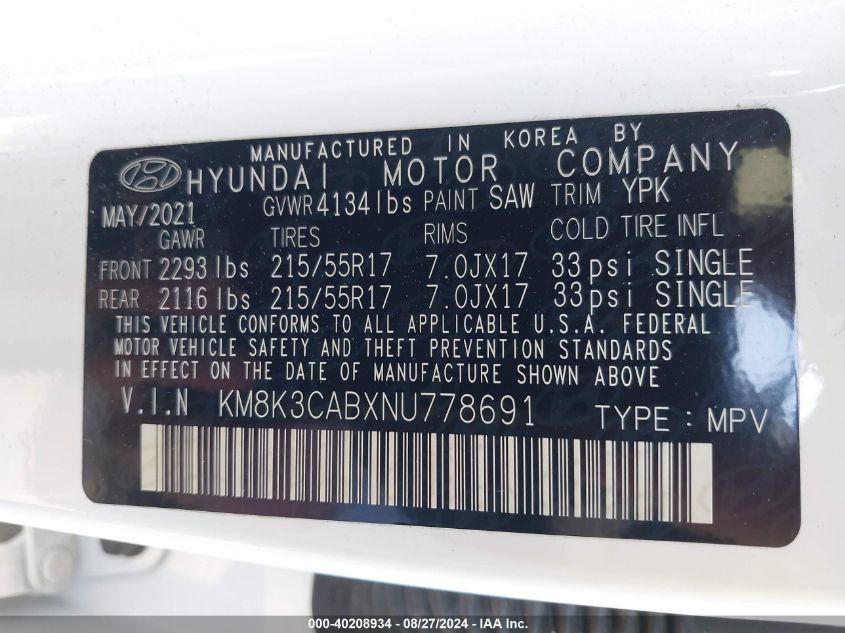 MANUFACTURED IN KOREA BY
HYUNDAI MOTOR COMPANY
MAY/2021 GVWR 4134 lbs PAINT SAW TRIM YPK
GAWR TIRES RIMS COLD TIRE INFL
FRONT 2293 lbs 215/55R17 7.0JX17 33psi SINGLE
REAR 2116 lbs 215/55R17 7.0JX17 33psi SINGLE
THIS VEHICLE CONFORMS TO ALL APPLICABLE U.S.A. FEDERAL
MOTOR VEHICLE SAFETY AND THEFT PREVENTION STANDARDS
IN EFFECT ON THE DATE OF MANUFACTURE SHOWN ABOVE
V.I.N KM8K3CABXNU778691 TYPE: MPV
000-40208934 - 08/27/2024 - IAA Inc.